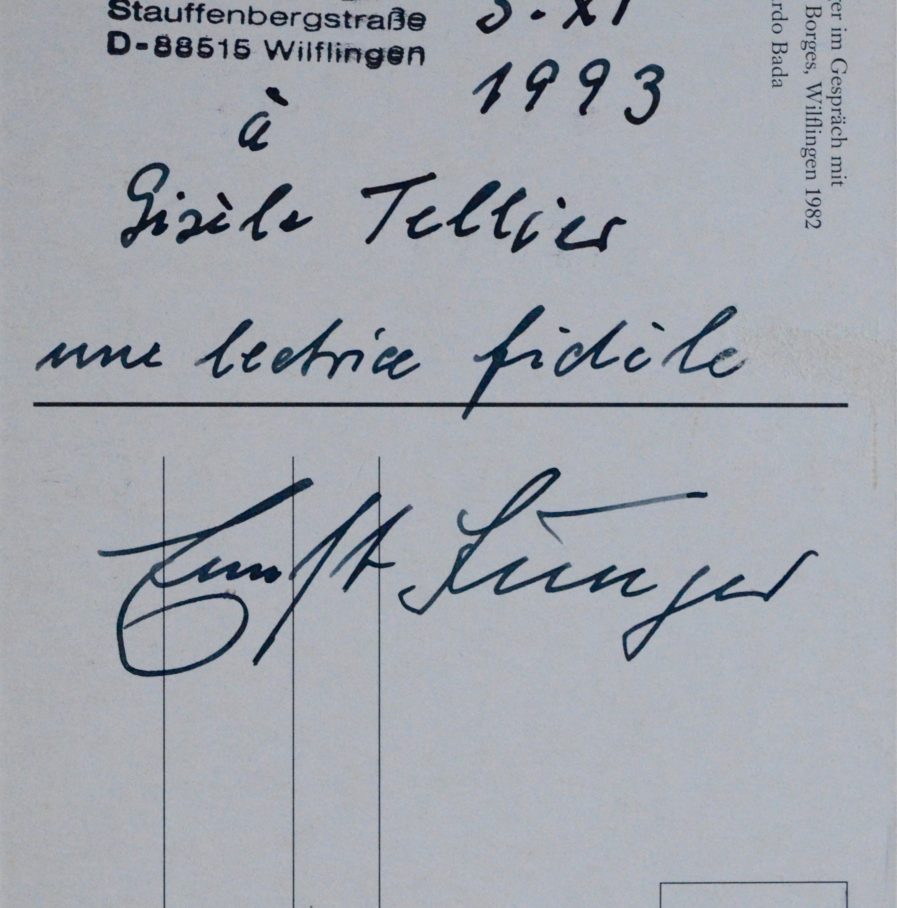 Stauffenbergstraße
D-88515 Wilflingen
XI
1993
à
Gisèle Tellier
une lectrice fidèle
Ernst Jünger
er im Gespräch mit
Borges, Wilflingen 1982
rdo Bada